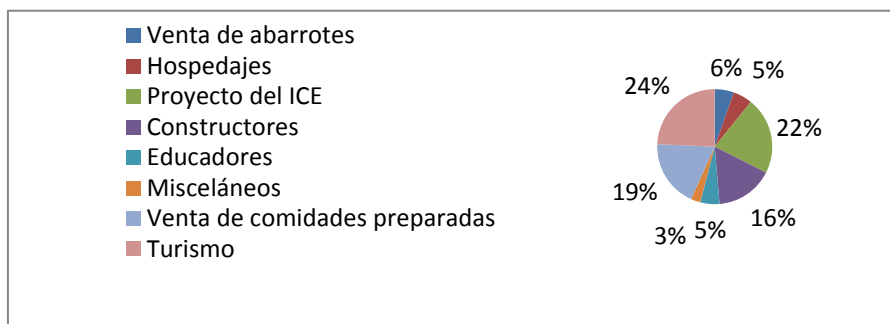 Venta de abarrotes
Hospedajes
Proyecto del ICE
Constructores
Educadores
Misceláneos
Venta de comidades preparadas
Turismo
6%
5%
24%
22%
19%
16%
3%
5%